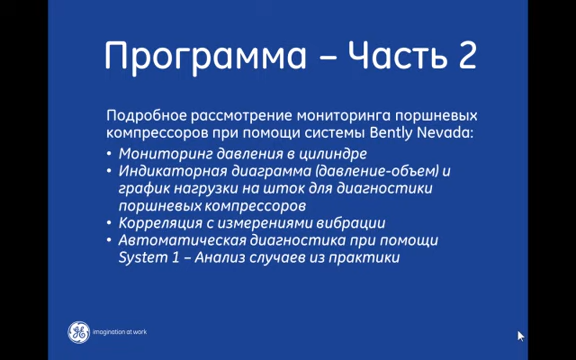 Программа – Часть 2
Подробное рассмотрение мониторинга поршневых
компрессоров при помощи системы Bently Nevada:
• Мониторинг давления в цилиндре
• Индикаторная диаграмма (давление-объем) и
график нагрузки на шток для диагностики
поршневых компрессоров
• Корреляция с измерениями вибрации
• Автоматическая диагностика при помощи
System 1 – Анализ случаев из практики
imagination at work